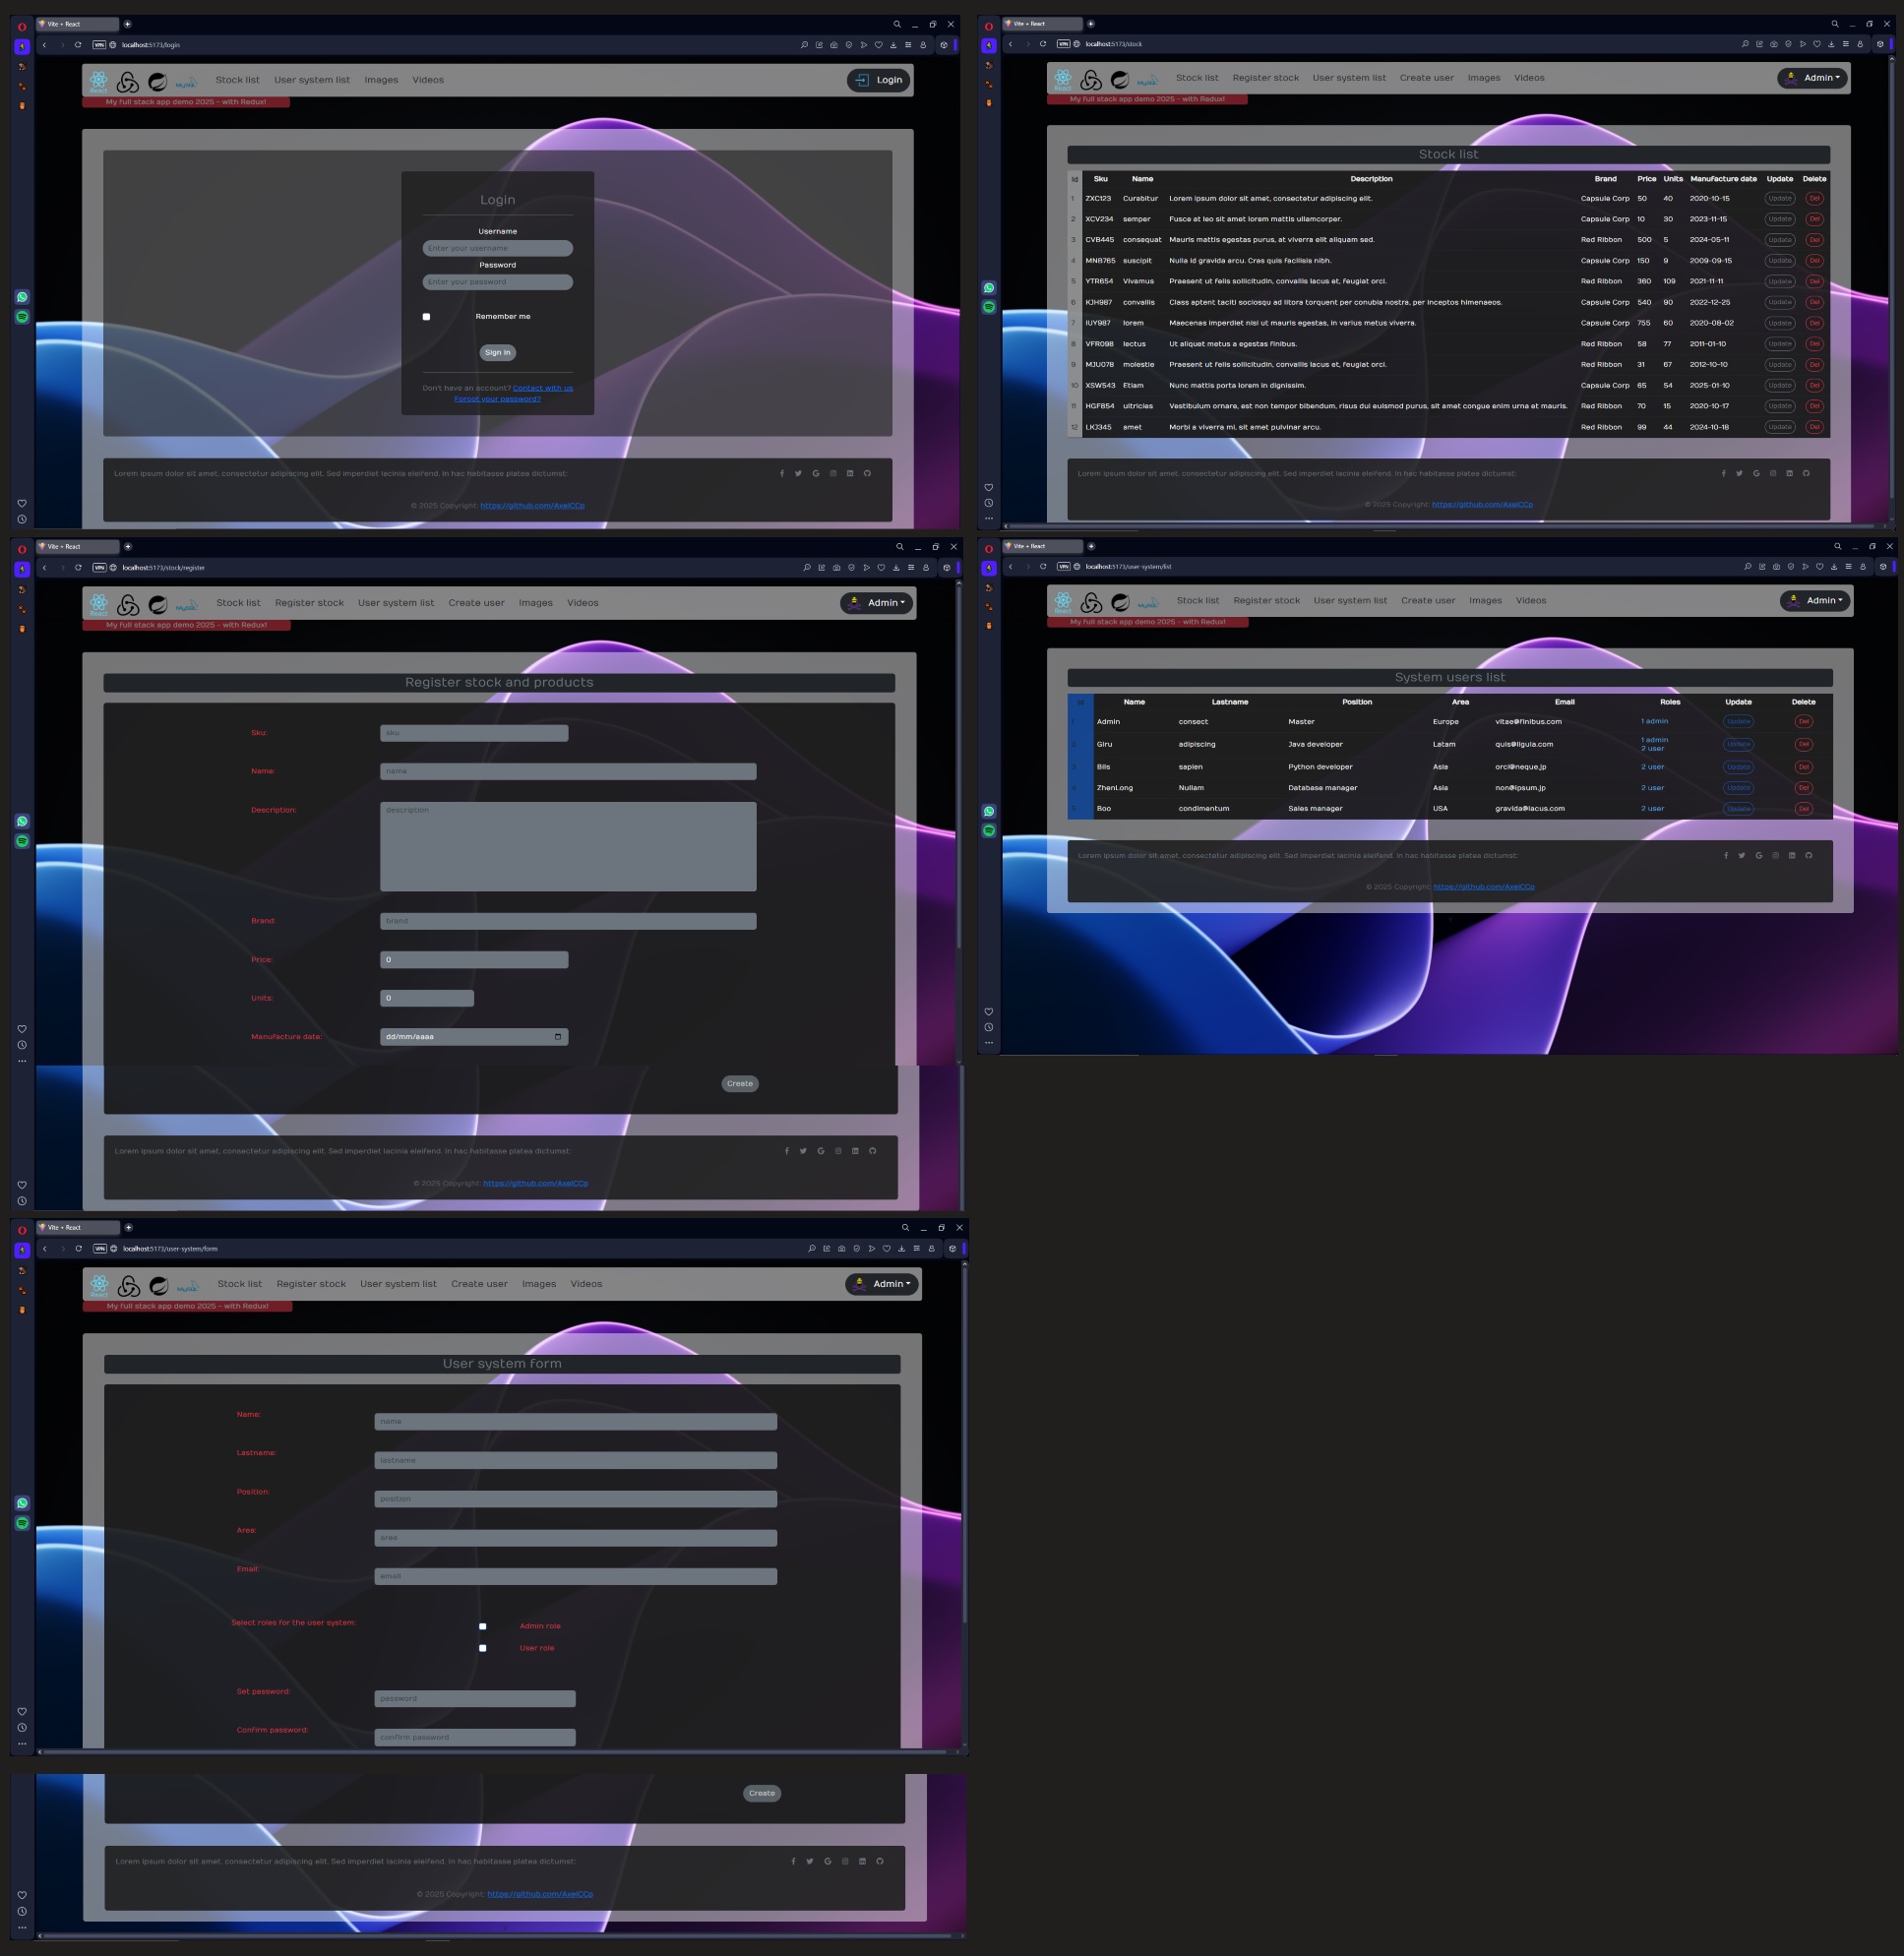 Vite + React
VPN localhost:5173/login
React MySQL Stock list User system list Images Videos Login
My full stack app demo 2025 - with Redux!
Login
Username
Enter your username
Password
Enter your password
Remember me
Sign in
Don't have an account? Contact with us
Forgot your password?
Lorem ipsum dolor sit amet, consectetur adipiscing elit. Sed imperdiet lacinia eleifend. In hac habitasse platea dictumst:
© 2025 Copyright: https://github.com/AxelCCp
Vite + React
VPN localhost:5173/stock
React MySQL Stock list Register stock User system list Create user Images Videos Admin
My full stack app demo 2025 - with Redux!
Stock list
Id Sku Name Description Brand Price Units Manufacture date Update Delete
1 ZXC123 Curabitur Lorem ipsum dolor sit amet, consectetur adipiscing elit. Capsule Corp 50 40 2020-10-15 Update Del
2 XCV234 semper Fusce at leo sit amet lorem mattis ullamcorper. Capsule Corp 10 30 2023-11-15 Update Del
3 CVB445 consequat Mauris mattis egestas purus, at viverra elit aliquam sed. Red Ribbon 500 5 2024-05-11 Update Del
4 MNB765 suscipit Nulla id gravida arcu. Cras quis facilisis nibh. Capsule Corp 150 9 2009-09-15 Update Del
5 YTR654 Vivamus Praesent ut felis sollicitudin, convallis lacus et, feugiat orci. Red Ribbon 360 109 2021-11-11 Update Del
6 KJH987 convallis Class aptent taciti sociosqu ad litora torquent per conubia nostra, per inceptos himenaeos. Capsule Corp 540 90 2022-12-25 Update Del
7 IUY987 lorem Maecenas imperdiet nisi ut mauris egestas, in varius metus viverra. Capsule Corp 755 60 2020-08-02 Update Del
8 VFR098 lectus Ut aliquet metus a egestas finibus. Red Ribbon 58 77 2011-01-10 Update Del
9 MJU078 molestie Praesent ut felis sollicitudin, convallis lacus et, feugiat orci. Red Ribbon 31 67 2012-10-10 Update Del
10 XSW543 Etiam Nunc mattis porta lorem in dignissim. Capsule Corp 65 54 2025-01-10 Update Del
11 HGF854 ultricies Vestibulum ornare, est non tempor bibendum, risus dui euismod purus, sit amet congue enim urna et mauris. Red Ribbon 70 15 2020-10-17 Update Del
12 LKJ345 amet Morbi a viverra mi, sit amet pulvinar arcu. Red Ribbon 99 44 2024-10-18 Update Del
Lorem ipsum dolor sit amet, consectetur adipiscing elit. Sed imperdiet lacinia eleifend. In hac habitasse platea dictumst:
© 2025 Copyright: https://github.com/AxelCCp
Vite + React
VPN localhost:5173/stock/register
React MySQL Stock list Register stock User system list Create user Images Videos Admin
My full stack app demo 2025 - with Redux!
Register stock and products
Sku: sku
Name: name
Description: description
Brand: brand
Price: 0
Units: 0
Manufactura date: dd/mm/aaaa
Create
Lorem ipsum dolor sit amet, consectetur adipiscing elit. Sed imperdiet lacinia eleifend. In hac habitasse platea dictumst:
© 2025 Copyright: https://github.com/AxelCCp
Vite + React
VPN localhost:5173/user-system/list
React MySQL Stock list Register stock User system list Create user Images Videos Admin
My full stack app demo 2025 - with Redux!
System users list
Id Name Lastname Position Area Email Roles Update Delete
1 Admin consect Master Europe vitae@finibus.com 1 admin Update Del
2 Giru adipiscing Java developer Latam quis@ligula.com 1 admin 2 user Update Del
3 Bils sapien Python developer Asia orci@neque.jp 2 user Update Del
4 ZhenLong Nullam Database manager Asia non@ipsum.jp 2 user Update Del
5 Boo condimentum Sales manager USA gravida@lacus.com 2 user Update Del
Lorem ipsum dolor sit amet, consectetur adipiscing elit. Sed imperdiet lacinia eleifend. In hac habitasse platea dictumst:
© 2025 Copyright: https://github.com/AxelCCp
Vite + React
VPN localhost:5173/user-system/form
React MySQL Stock list Register stock User system list Create user Images Videos Admin
My full stack app demo 2025 - with Redux!
User system form
Name: name
Lastname: lastname
Position: position
Area: area
Email: email
Select roles for the user system: Admin role
User role
Set password: password
Confirm password: confirm password
Create
Lorem ipsum dolor sit amet, consectetur adipiscing elit. Sed imperdiet lacinia eleifend. In hac habitasse platea dictumst:
© 2025 Copyright: https://github.com/AxelCCp